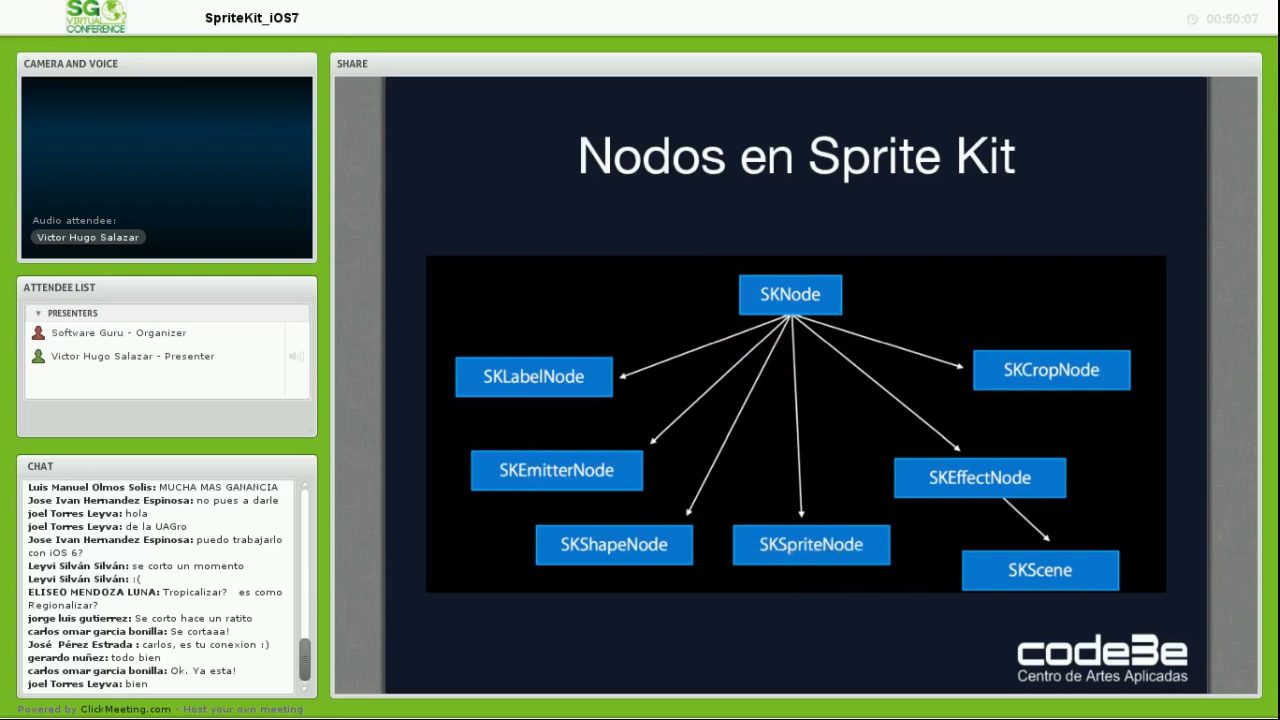 SG
VIRTUAL
CONFERENCE
SpriteKit_iOS7
00:50:07
CAMERA AND VOICE
Audio attendee:
Victor Hugo Salazar
ATTENDEE LIST
PRESENTERS
Software Guru - Organizer
Victor Hugo Salazar - Presenter
CHAT
Luis Manuel Olmos Solis: MUCHA MAS GANANCIA
Jose Ivan Hernandez Espinosa: no pues a darle
joel Torres Leyva: hola
joel Torres Leyva: de la UAGro
Jose Ivan Hernandez Espinosa: puedo trabajarlo
con iOS 6?
Leyvi Silván Silván: se corto un momento
Leyvi Silván Silván: :(
ELISEO MENDOZA LUNA: Tropicalizar? es como
Regionalizar?
jorge luis gutierrez: Se corto hace un ratito
carlos omar garcia bonilla: Se cortaaa!
José Pérez Estrada : carlos, es tu conexion :)
gerardo nuñez: todo bien
carlos omar garcia bonilla: Ok. Ya esta!
joel Torres Leyva: bien
Powered by ClickMeeting.com - Host your own meeting
SHARE
Nodos en Sprite Kit
SKNode
SKLabelNode
SKCropNode
SKEmitterNode
SKEffectNode
SKShapeNode
SKSpriteNode
SKScene
code3e
Centro de Artes Aplicadas